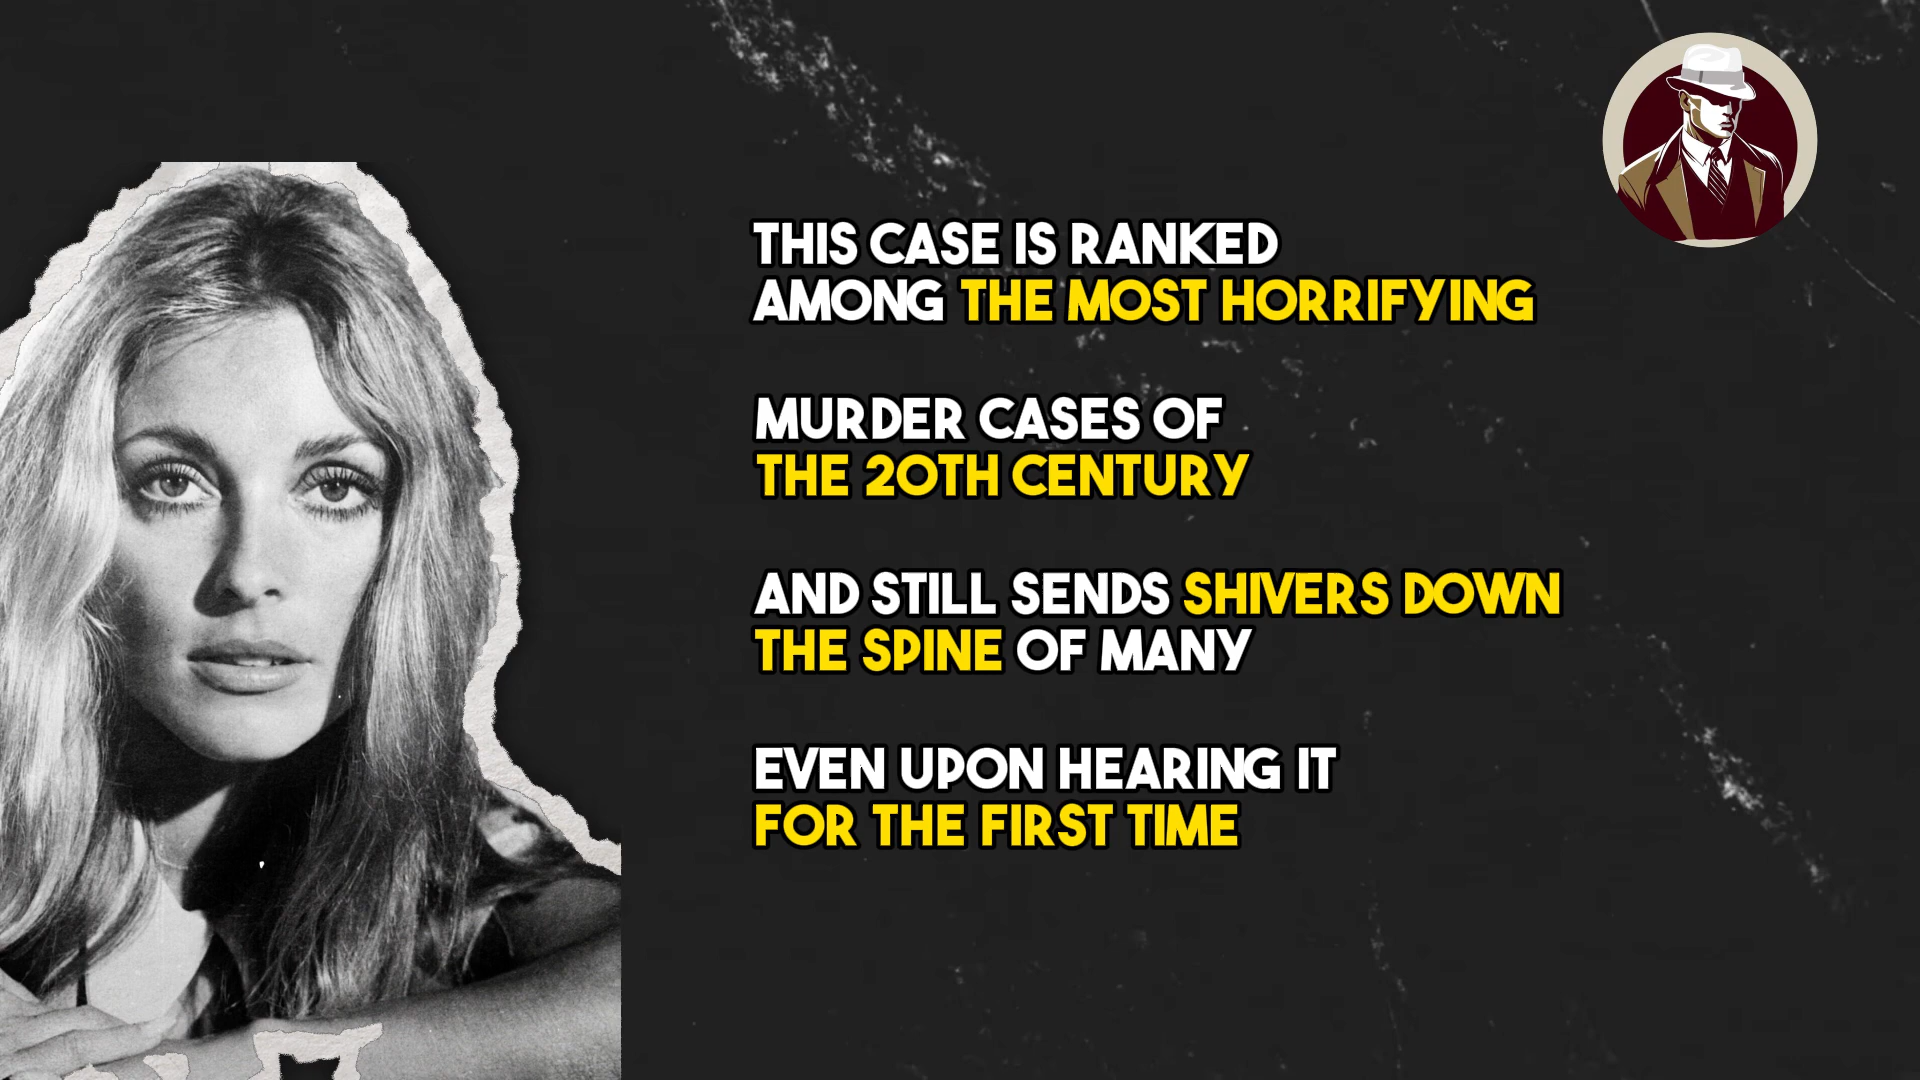 THIS CASE IS RANKED
AMONG THE MOST HORRIFYING
MURDER CASES OF
THE 20TH CENTURY
AND STILL SENDS SHIVERS DOWN
THE SPINE OF MANY
EVEN UPON HEARING IT
FOR THE FIRST TIME